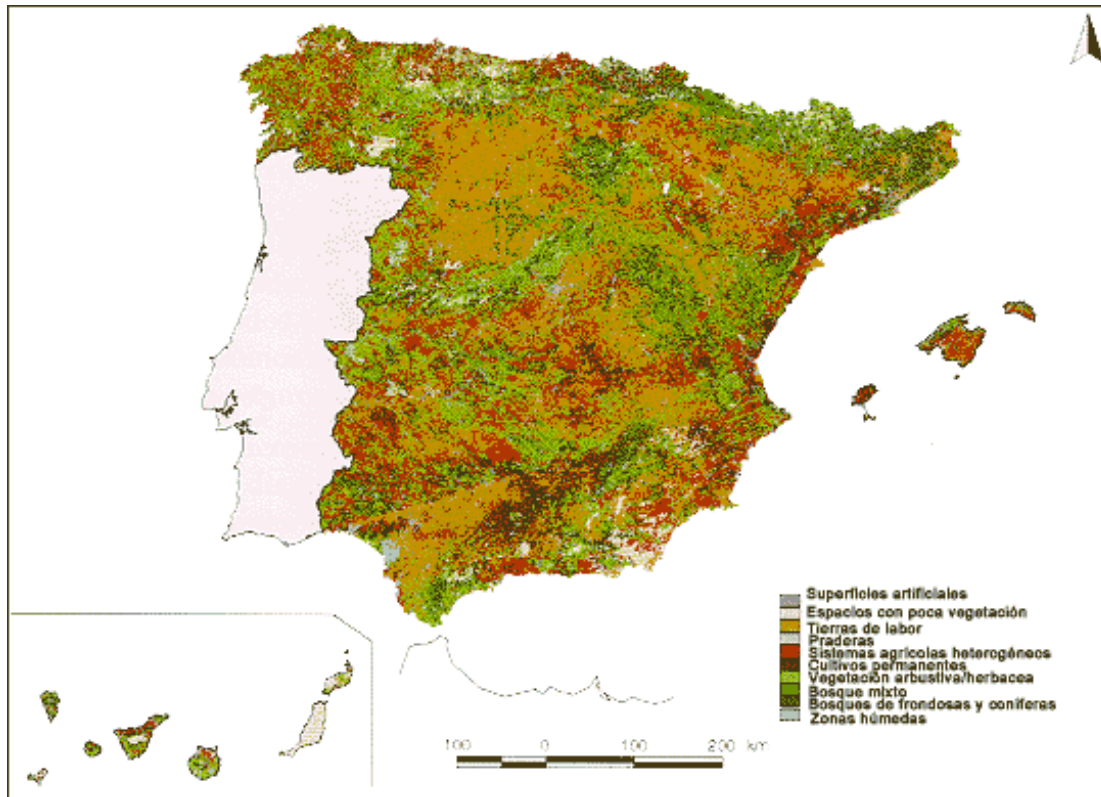 Superficies artificiales
Espacios con poca vegetación
Tierras de labor
Praderas
Sistemas agrícolas heterogéneos
Cultivos permanentes
Vegetación arbustiva/herbacea
Bosque mixto
Bosques de frondosas y coníferas
Zonas húmedas
100 0 100 200 km